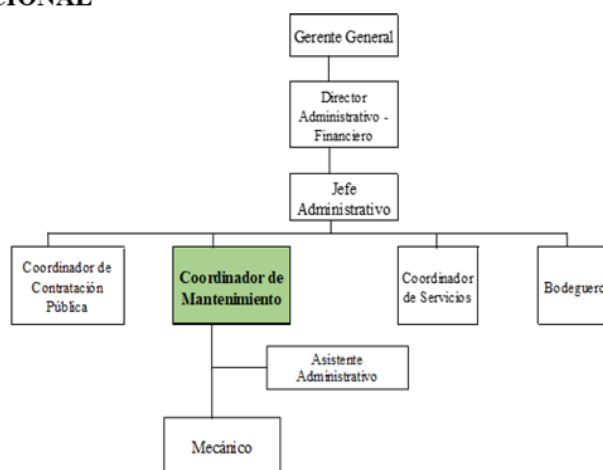 Gerente General
Director
Administrativo -
Financiero
Jefe
Administrativo
Coordinador de
Contratación
Pública
Coordinador de
Mantenimiento
Coordinador
de Servicios
Bodeguero
Asistente
Administrativo
Mecánico